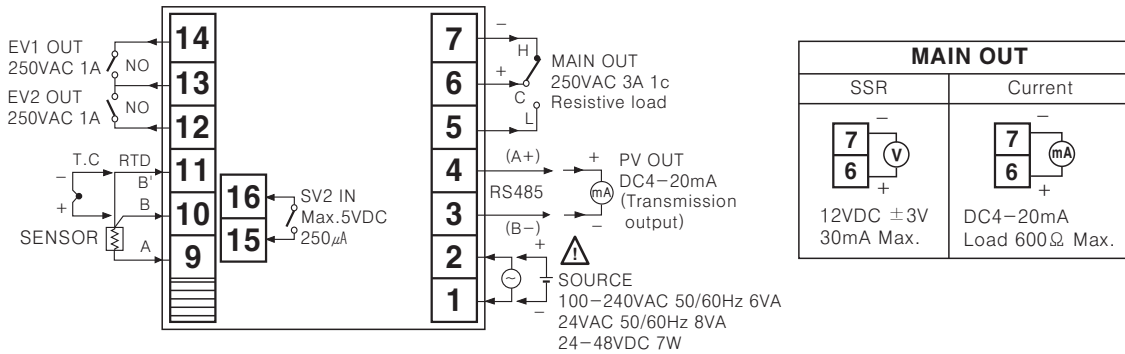 EV1 OUT
250VAC 1A
NO
EV2 OUT
250VAC 1A
NO
T.C
RTD
−
+
B'
B
A
SENSOR
14
13
12
11
10
9
16
15
SV2 IN
Max.5VDC
250㎂
7
6
5
4
3
2
1
−
H
+
C
L
MAIN OUT
250VAC 3A 1c
Resistive load
(A+)
RS485
(B−)
+
mA
−
PV OUT
DC4−20mA
(Transmission
output)
+
−
!
SOURCE
100−240VAC 50/60Hz 6VA
24VAC 50/60Hz 8VA
24−48VDC 7W
MAIN OUT
SSR
Current
7
6
−
V
+
12VDC ±3V
30mA Max.
7
6
−
mA
+
DC4−20mA
Load 600Ω Max.